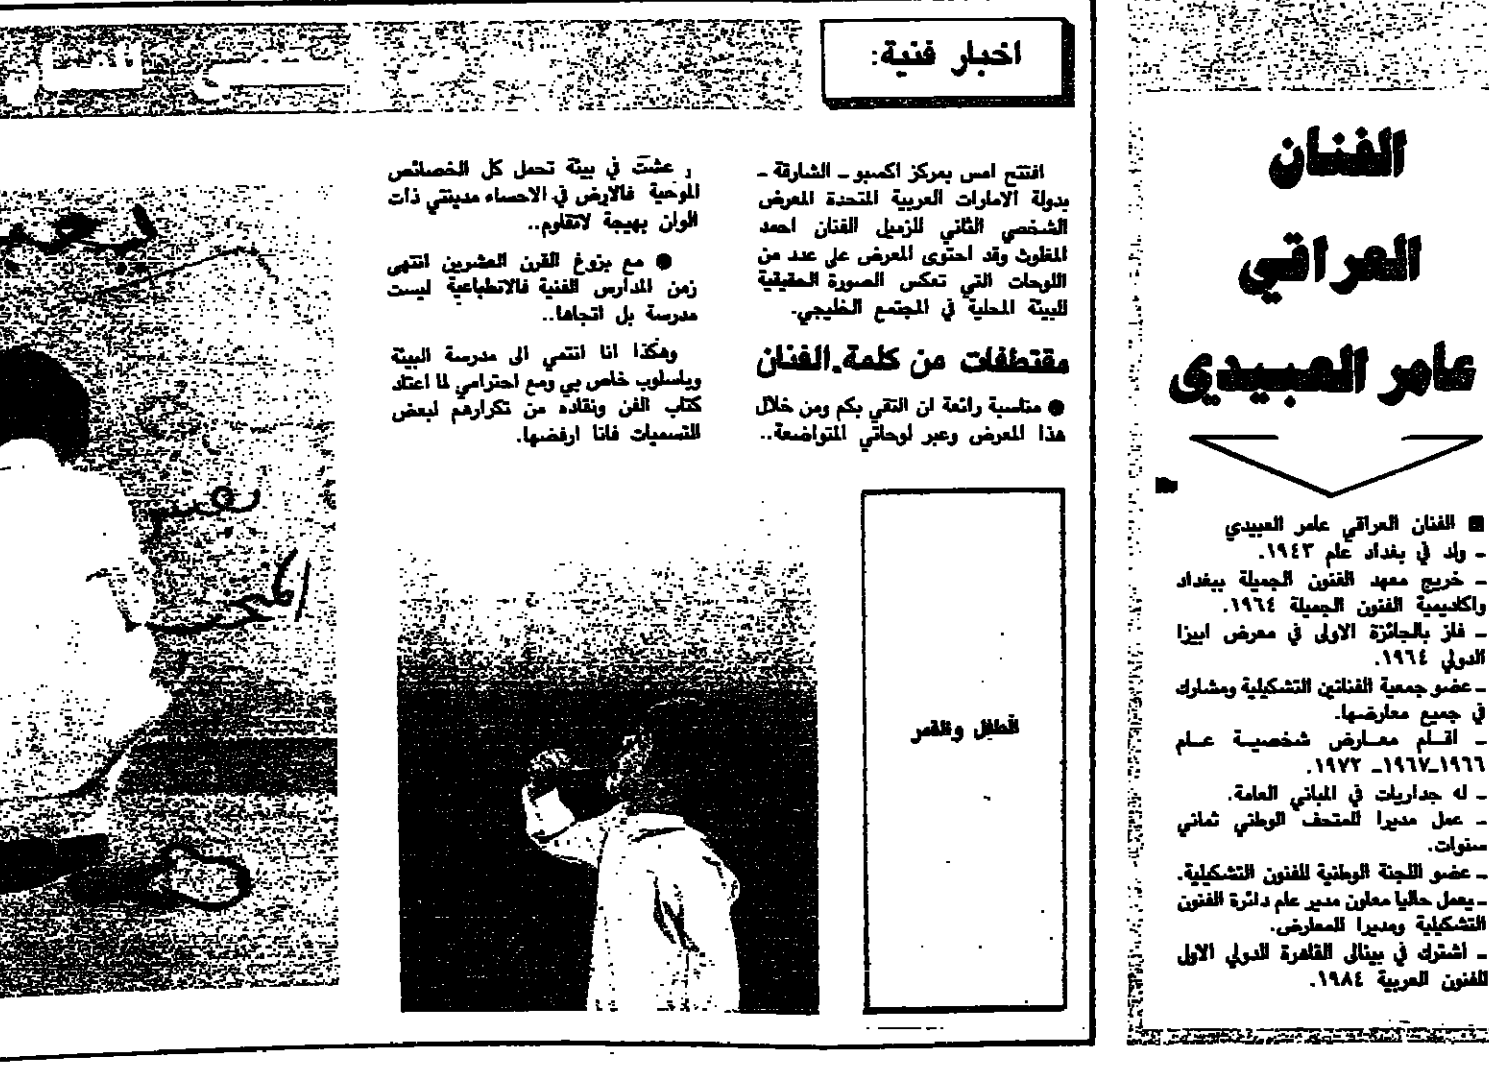 الفنان
العراقي
عامر العبيدي
الفنان العراقي عامر العبيدي
ـ ولد في بغداد عام ١٩٤٣.
ـ خريج معهد الفنون الجميلة ببغداد
واكاديمية الفنون الجميلة ١٩٦٤.
ـ فاز بالجائزة الاولى في معرض ابيزا
الدولي ١٩٦٤.
ـ عضو جمعية الفنانين التشكيلية ومشارك
في جميع معارضها.
ـ اقــام معــارض شخصيــة عــام
١٩٦٦ـ١٩٦٧ـ ١٩٧٢.
ـ له جداريات في المباني العامة.
ـ عمل مديرا للمتحف الوطني ثماني
سنوات.
ـ عضو اللجنة الوطنية للفنون التشكيلية.
ـ يعمل حاليا معاون مدير عام دائرة الفنون
التشكيلية ومديرا للمعارض.
ـ اشترك في بينالى القاهرة الدولي الاول
للفنون العربية ١٩٨٤.
اخبار فنية:
افتتح امس بمركز اكسبو ـ الشارقة ـ
بدولة الامارات العربية المتحدة المعرض
الشخصي الثاني للزميل الفنان احمد
المغلوث وقد احتوى المعرض على عدد من
اللوحات التي تعكس الصورة الحقيقية
للبيئة المحلية في المجتمع الخليجي.
مقتطفات من كلمة الفنان
● مناسبة رائعة ان التقي بكم ومن خلال
هذا المعرض وعبر لوحاتي المتواضعة..
عشت في بيئة تحمل كل الخصائص
الموحية فالارض في الاحساء مدينتي ذات
الوان بهيجة لاتقاوم..
● مع بزوغ القرن العشرين انتهى
زمن المدارس الفنية فالانطباعية ليست
مدرسة بل اتجاها..
وهكذا انا انتمي الى مدرسة البيئة
وباسلوب خاص بي ومع احترامي لما اعتاد
كتاب الفن ونقاده من تكرارهم لبعض
التسميات فانا ارفضها.
الطفل والقمر